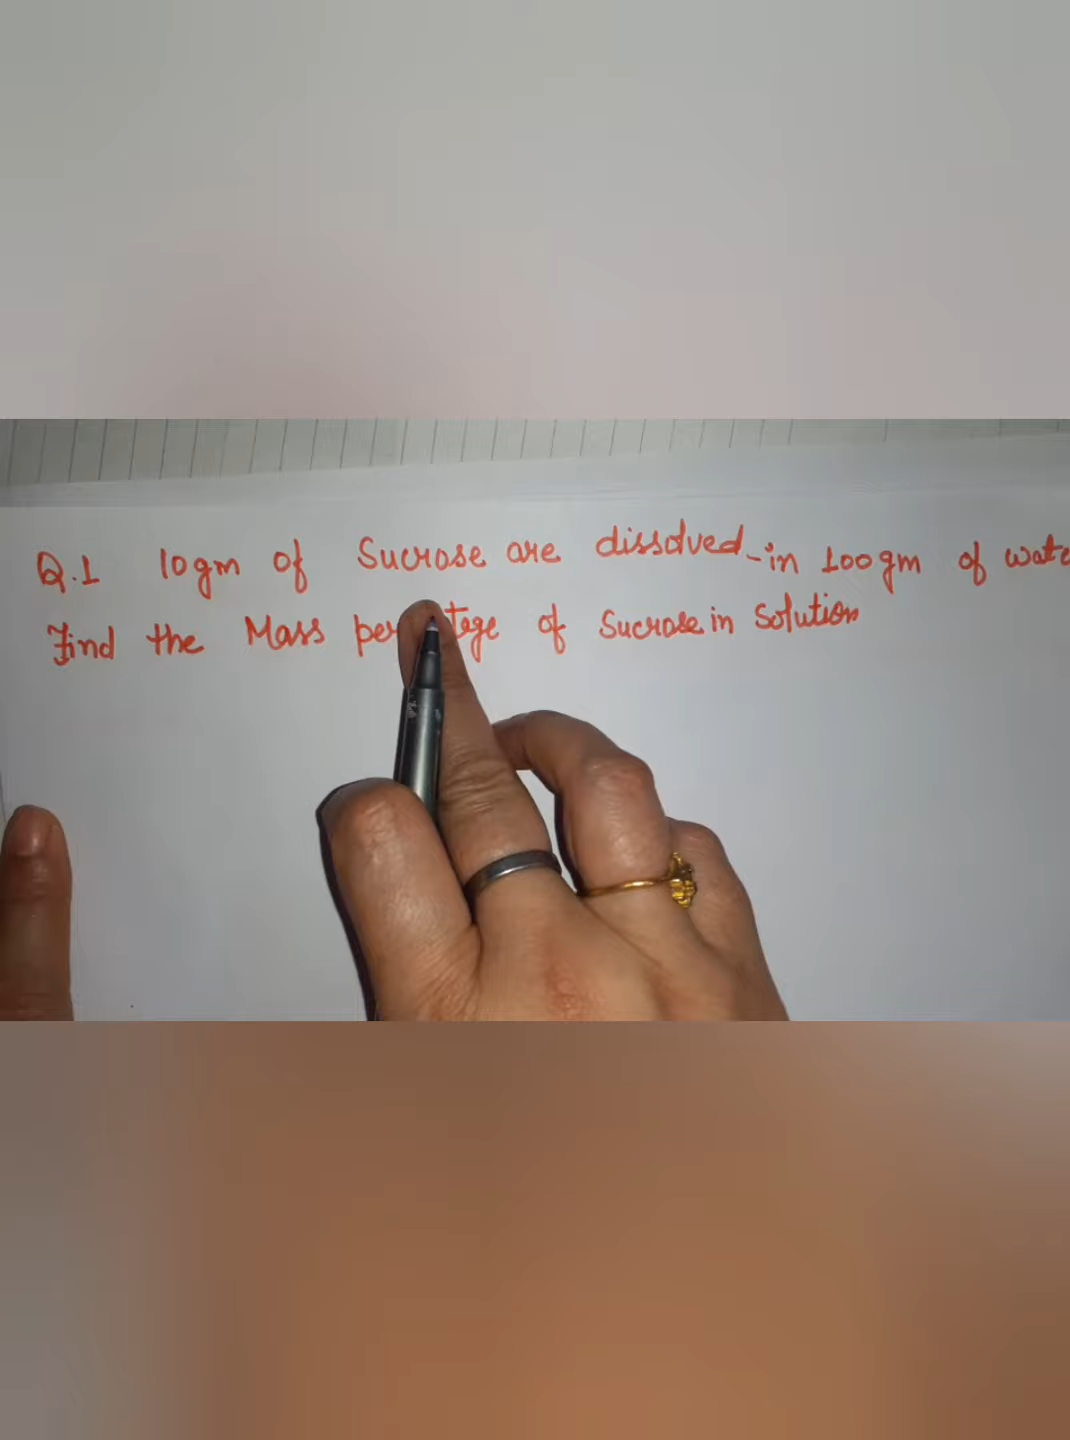 Q.1 10gm of Sucrose are dissolved in 100gm of
Find the Mass of Sucrose in Solution